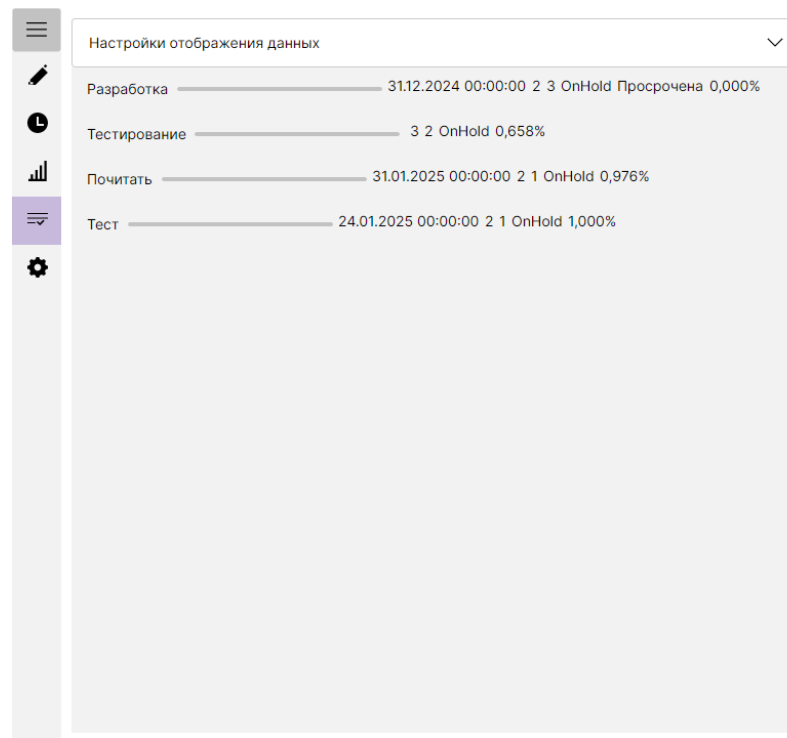 Настройки отображения данных
Разработка 31.12.2024 00:00:00 2 3 OnHold Просрочена 0,000%
Тестирование 3 2 OnHold 0,658%
Почитать 31.01.2025 00:00:00 2 1 OnHold 0,976%
Тест 24.01.2025 00:00:00 2 1 OnHold 1,000%